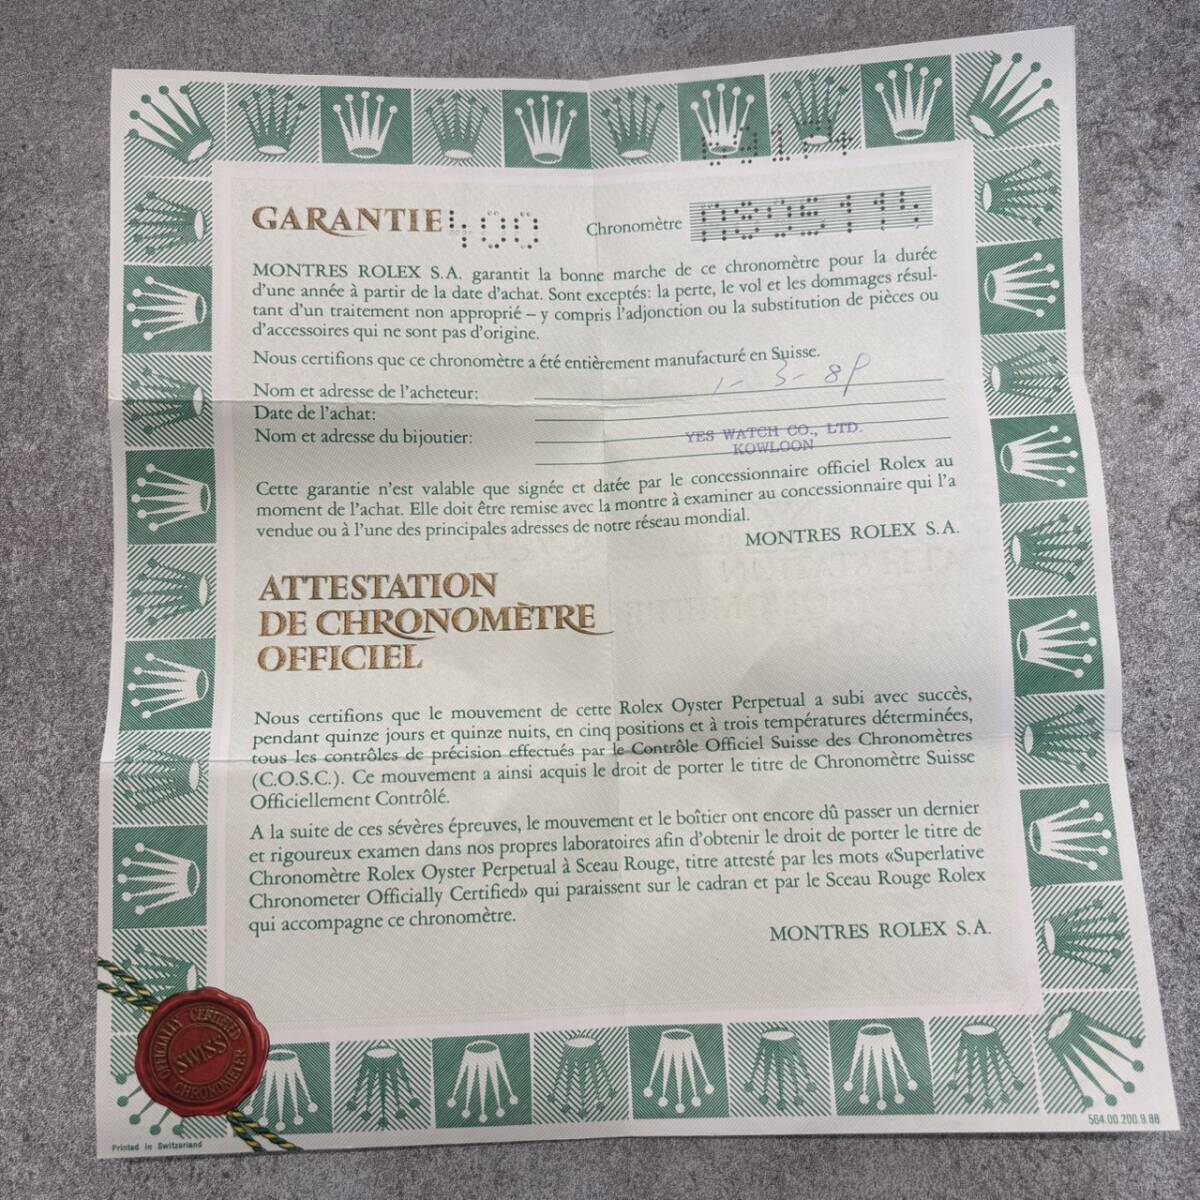 GARANTIE 400
Chronomètre
MONTRES ROLEX S.A. garantit la bonne marche de ce chronomètre pour la durée
d'une année à partir de la date d'achat. Sont exceptés: la perte, le vol et les dommages résul-
tant d'un traitement non approprié – y compris l'adjonction ou la substitution de pièces ou
d'accessoires qui ne sont pas d'origine.
Nous certifions que ce chronomètre a été entièrement manufacturé en Suisse.
1- 3- 89
Nom et adresse de l'acheteur:
Date de l'achat:
Nom et adresse du bijoutier:
YES WATCH CO., LTD.
KOWLOON
Cette garantie n'est valable que signée et datée par le concessionnaire officiel Rolex au
moment de l'achat. Elle doit être remise avec la montre à examiner au concessionnaire qui l'a
vendue ou à l'une des principales adresses de notre réseau mondial.
MONTRES ROLEX S.A.
ATTESTATION
DE CHRONOMÈTRE
OFFICIEL
Nous certifions que le mouvement de cette Rolex Oyster Perpetual a subi avec succès,
pendant quinze jours et quinze nuits, en cinq positions et à trois températures déterminées,
tous les contrôles de précision effectués par le Contrôle Officiel Suisse des Chronomètres
(C.O.S.C.). Ce mouvement a ainsi acquis le droit de porter le titre de Chronomètre Suisse
Officiellement Contrôlé.
A la suite de ces sévères épreuves, le mouvement et le boîtier ont encore dû passer un dernier
et rigoureux examen dans nos propres laboratoires afin d'obtenir le droit de porter le titre de
Chronomètre Rolex Oyster Perpetual à Sceau Rouge, titre attesté par les mots «Superlative
Chronometer Officially Certified» qui paraissent sur le cadran et par le Sceau Rouge Rolex
qui accompagne ce chronomètre.
MONTRES ROLEX S.A.
OFFICIALLY CERTIFIED
SWISS
CHRONOMETER
Printed in Switzerland
564.00.200.9.88